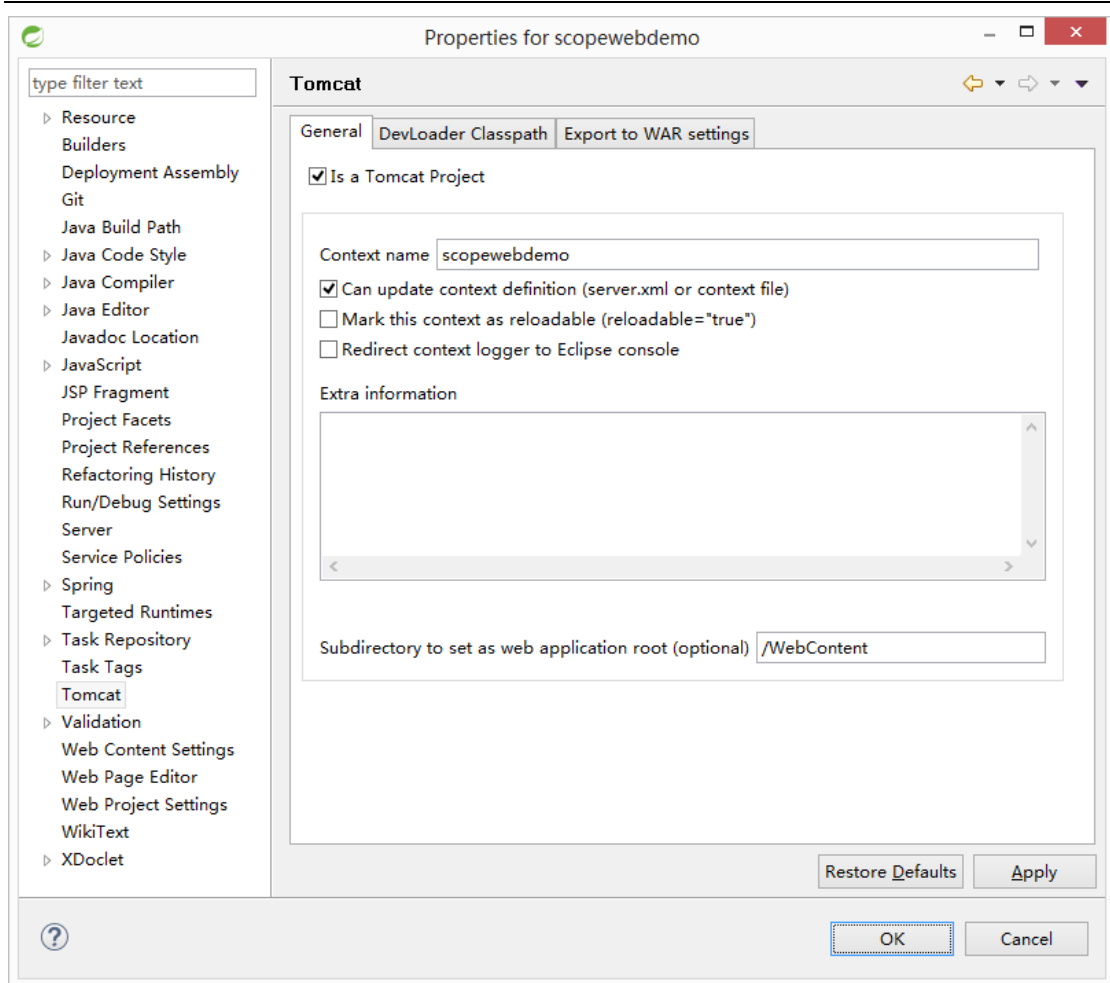 Properties for scopewebdemo
type filter text
Resource
Builders
Deployment Assembly
Git
Java Build Path
Java Code Style
Java Compiler
Java Editor
Javadoc Location
JavaScript
JSP Fragment
Project Facets
Project References
Refactoring History
Run/Debug Settings
Server
Service Policies
Spring
Targeted Runtimes
Task Repository
Task Tags
Tomcat
Validation
Web Content Settings
Web Page Editor
Web Project Settings
WikiText
XDoclet
Tomcat
General DevLoader Classpath Export to WAR settings
Is a Tomcat Project
Context name scopewebdemo
Can update context definition (server.xml or context file)
Mark this context as reloadable (reloadable="true")
Redirect context logger to Eclipse console
Extra information
Subdirectory to set as web application root (optional) /WebContent
Restore Defaults Apply
? OK Cancel